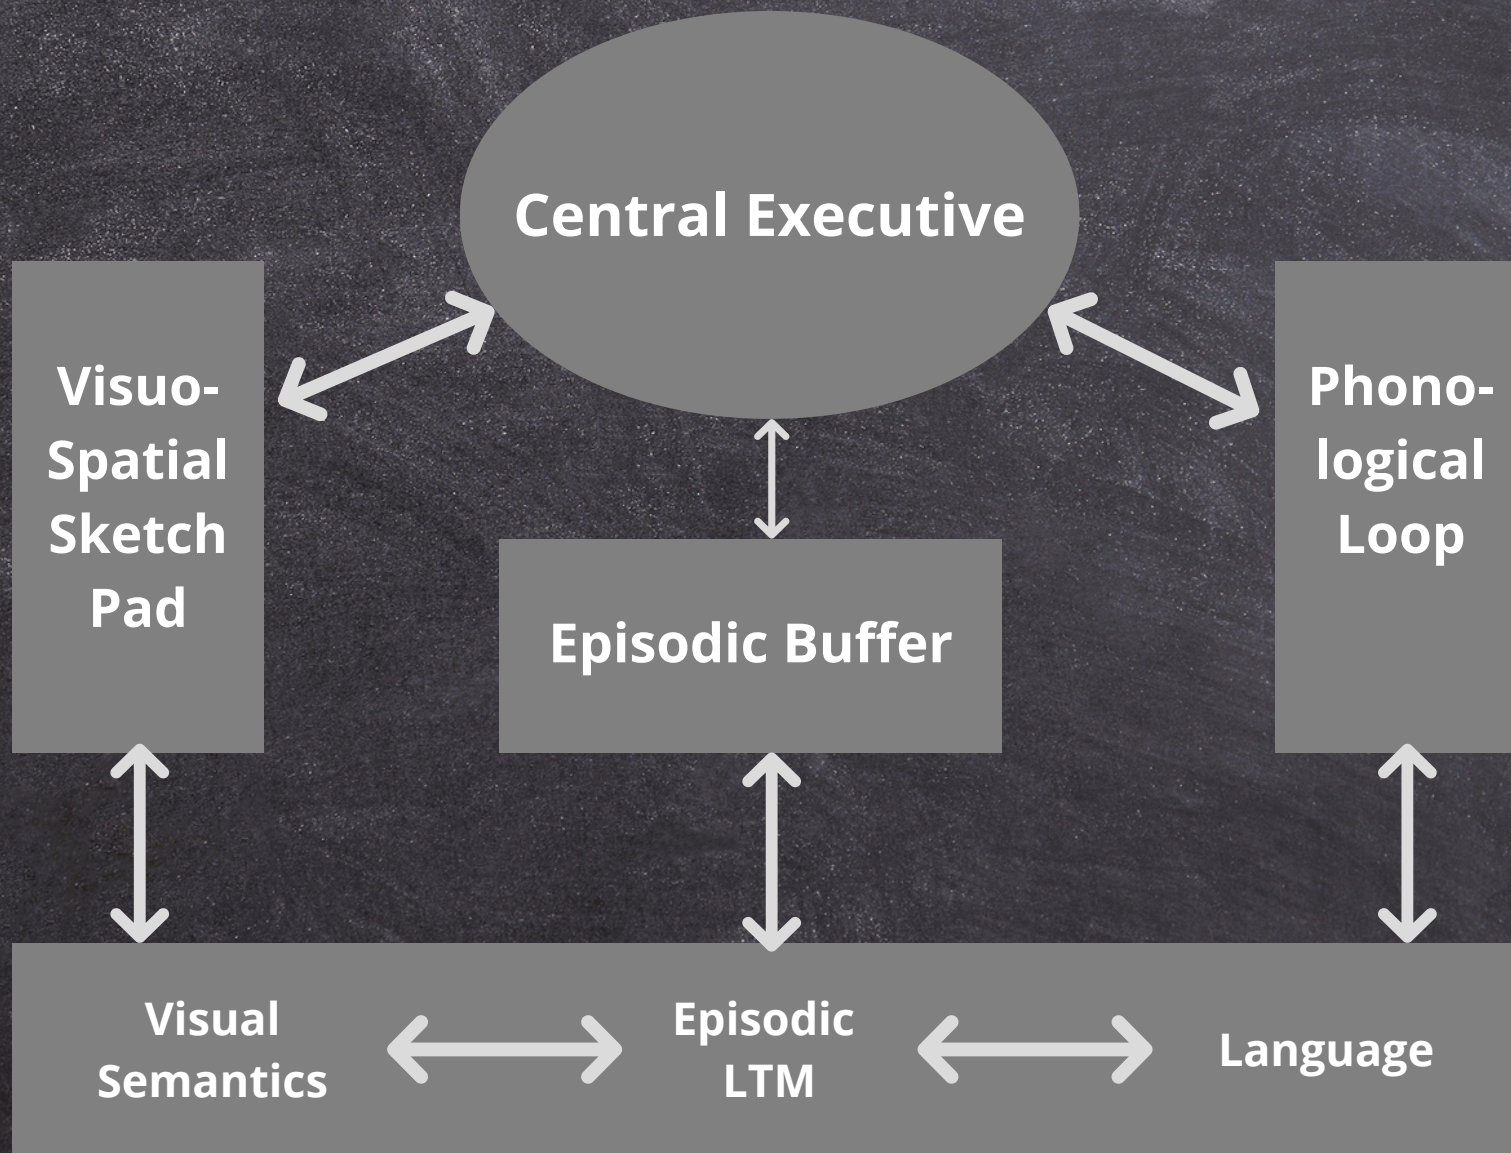 Central Executive
Visuo-
Spatial
Sketch
Pad
Episodic Buffer
Phono-
logical
Loop
Visual
Semantics
Episodic
LTM
Language